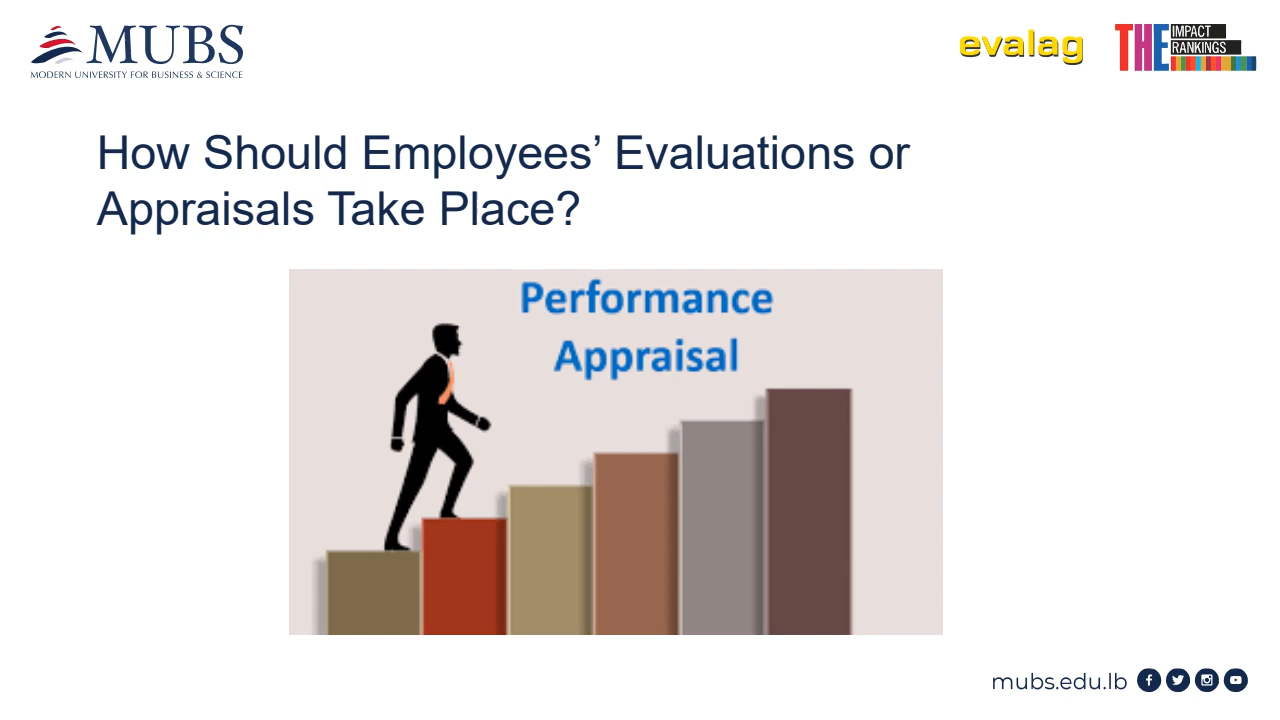 MUBS
MODERN UNIVERSITY FOR BUSINESS & SCIENCE
evalag
THE IMPACT
RANKINGS
How Should Employees’ Evaluations or
Appraisals Take Place?
Performance
Appraisal
mubs.edu.lb